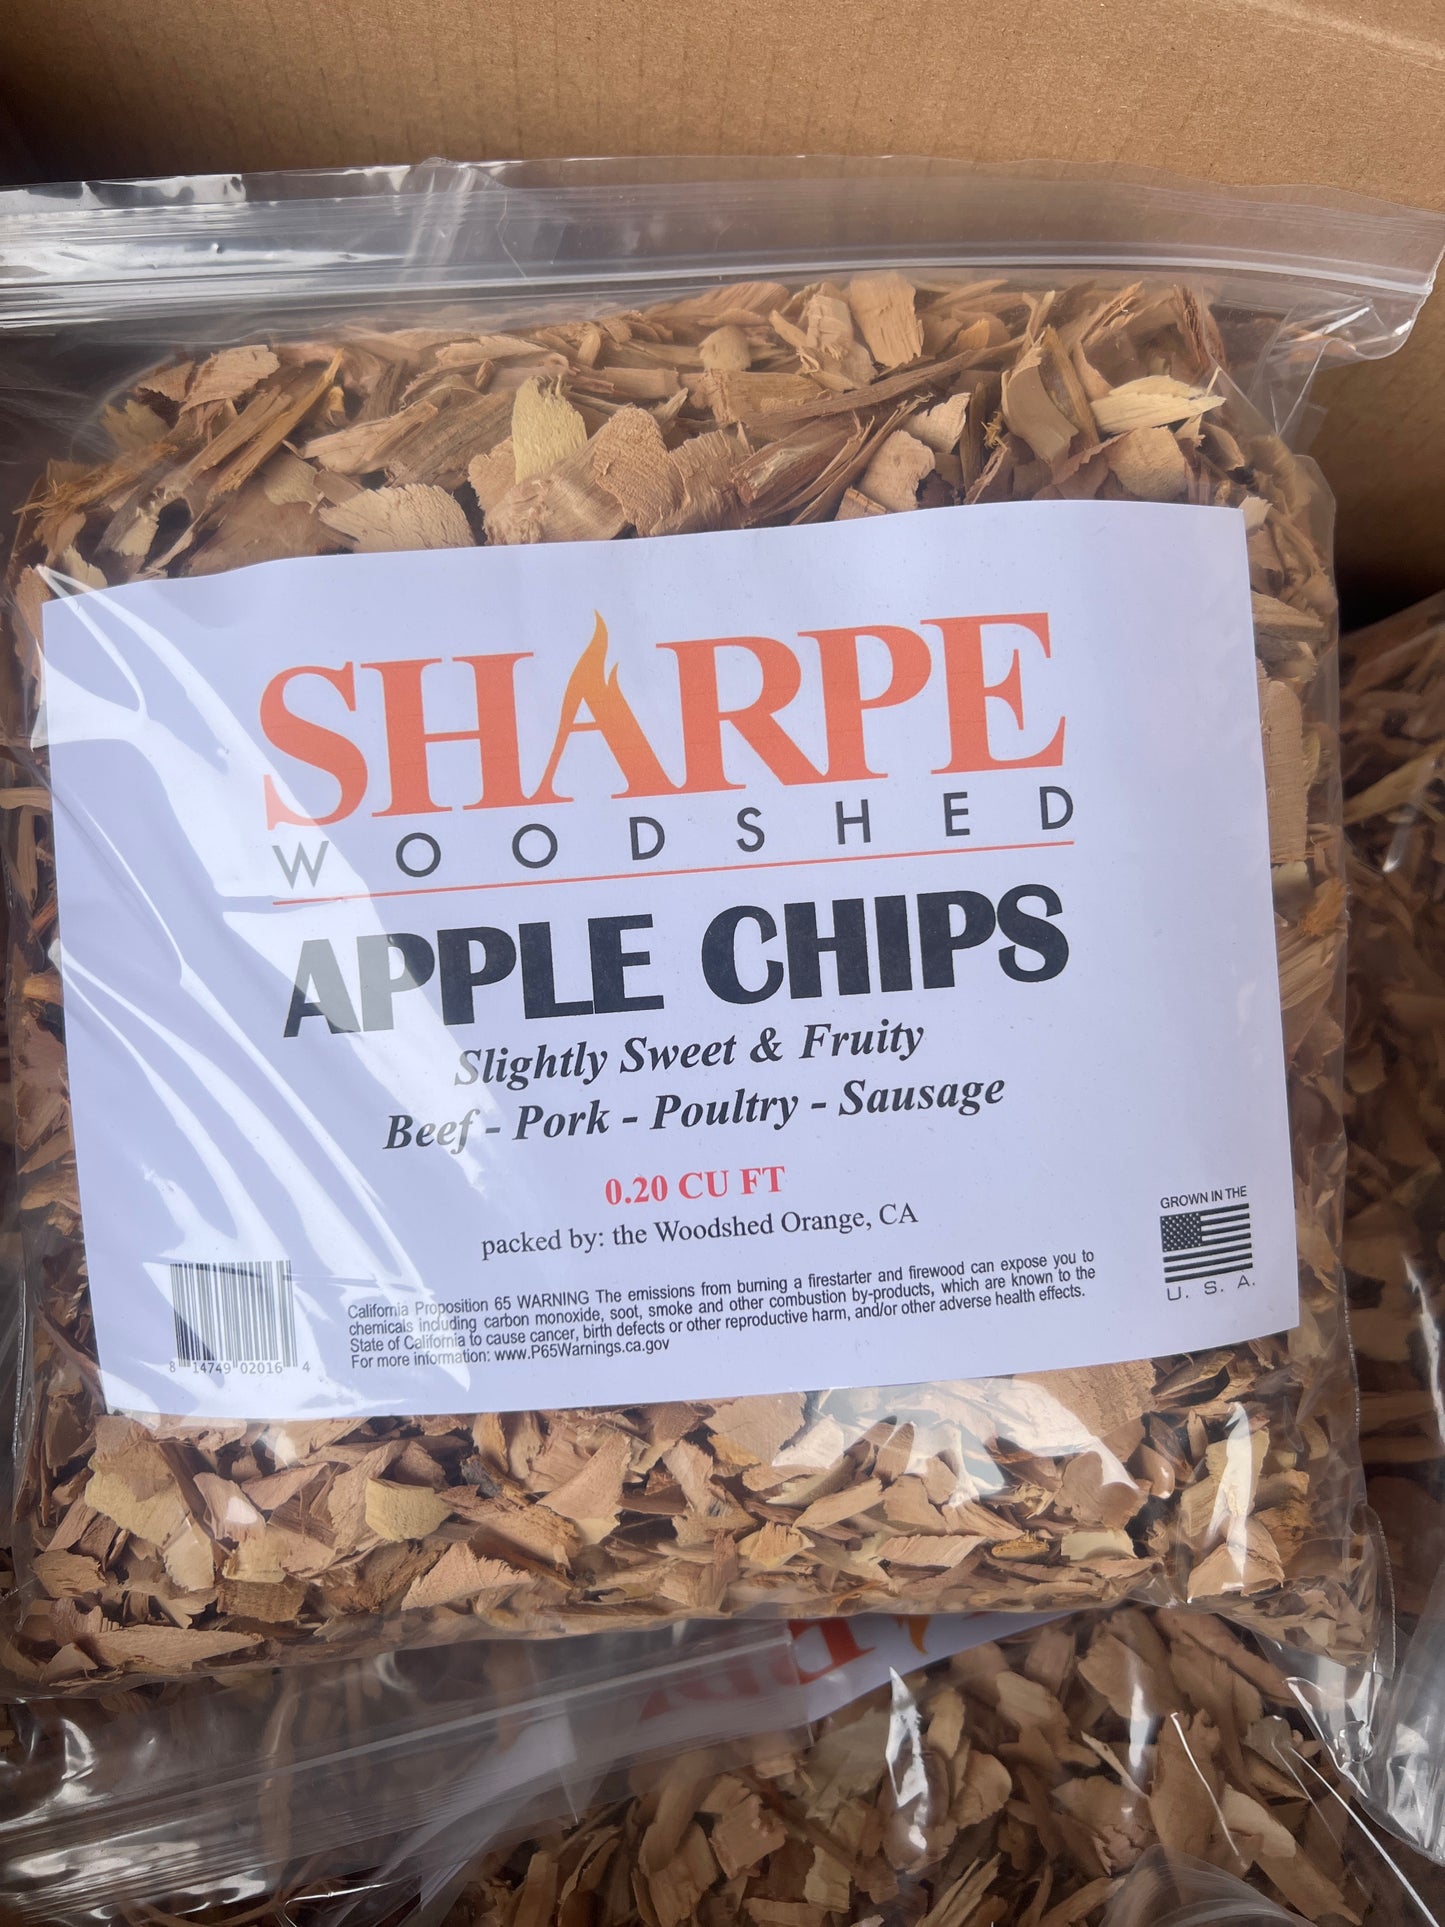 SHARPE
WOODSHED
APPLE CHIPS
Slightly Sweet & Fruity
Beef - Pork - Poultry - Sausage
0.20 CU FT
packed by: the Woodshed Orange, CA
GROWN IN THE
U. S. A.
California Proposition 65 WARNING The emissions from burning a firestarter and firewood can expose you to
chemicals including carbon monoxide, soot, smoke and other combustion by-products, which are known to the
State of California to cause cancer, birth defects or other reproductive harm, and/or other adverse health effects.
For more information: www.P65Warnings.ca.gov
8 14749 02016 4